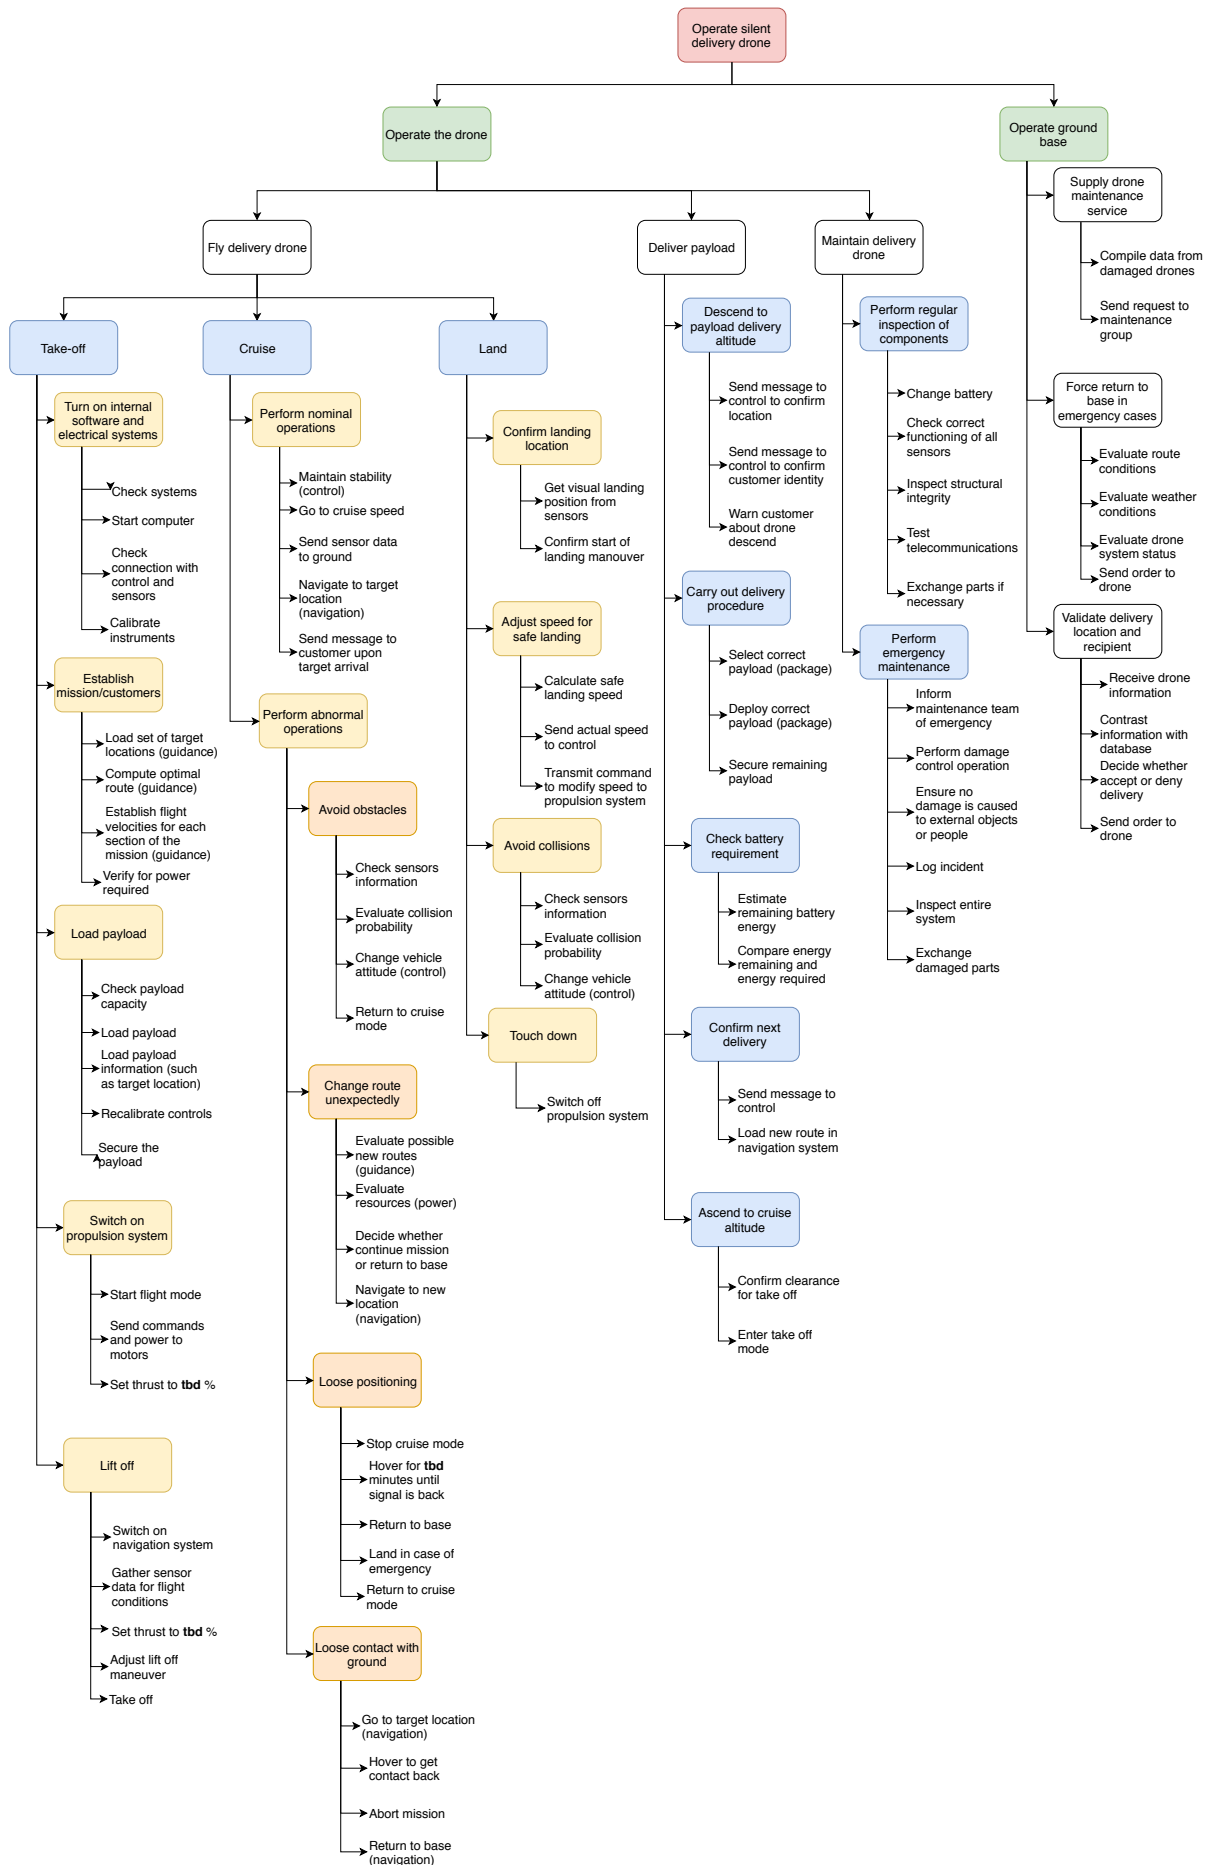 Operate silent
delivery drone
Operate the drone
Operate ground
base
Fly delivery drone
Deliver payload
Maintain delivery
drone
Supply drone
maintenance
service
Compile data from
damaged drones
Send request to
maintenance
group
Force return to
base in
emergency cases
Evaluate route
conditions
Evaluate weather
conditions
Evaluate drone
system status
Send order to
drone
Validate delivery
location and
recipient
Receive drone
information
Contrast
information with
database
Decide whether
accept or deny
delivery
Send order to
drone
Take-off
Turn on internal
software and
electrical systems
Check systems
Start computer
Check
connection with
control and
sensors
Calibrate
instruments
Establish
mission/customers
Load set of target
locations (guidance)
Compute optimal
route (guidance)
Establish flight
velocities for each
section of the
mission (guidance)
Verify for power
required
Load payload
Check payload
capacity
Load payload
Load payload
information (such
as target location)
Recalibrate controls
Secure the
payload
Switch on
propulsion system
Start flight mode
Send commands
and power to
motors
Set thrust to tbd %
Lift off
Switch on
navigation system
Gather sensor
data for flight
conditions
Set thrust to tbd %
Adjust lift off
maneuver
Take off
Cruise
Perform nominal
operations
Maintain stability
(control)
Go to cruise speed
Send sensor data
to ground
Navigate to target
location
(navigation)
Send message to
customer upon
target arrival
Perform abnormal
operations
Avoid obstacles
Check sensors
information
Evaluate collision
probability
Change vehicle
attitude (control)
Return to cruise
mode
Change route
unexpectedly
Evaluate possible
new routes
(guidance)
Evaluate
resources (power)
Decide whether
continue mission
or return to base
Navigate to new
location
(navigation)
Loose positioning
Stop cruise mode
Hover for tbd
minutes until
signal is back
Return to base
Land in case of
emergency
Return to cruise
mode
Loose contact with
ground
Go to target location
(navigation)
Hover to get
contact back
Abort mission
Return to base
(navigation)
Land
Confirm landing
location
Get visual landing
position from
sensors
Confirm start of
landing manouver
Adjust speed for
safe landing
Calculate safe
landing speed
Send actual speed
to control
Transmit command
to modify speed to
propulsion system
Avoid collisions
Check sensors
information
Evaluate collision
probability
Change vehicle
attitude (control)
Touch down
Switch off
propulsion system
Descend to
payload delivery
altitude
Send message to
control to confirm
location
Send message to
control to confirm
customer identity
Warn customer
about drone
descend
Carry out delivery
procedure
Select correct
payload (package)
Deploy correct
payload (package)
Secure remaining
payload
Check battery
requirement
Estimate
remaining battery
energy
Compare energy
remaining and
energy required
Confirm next
delivery
Send message to
control
Load new route in
navigation system
Ascend to cruise
altitude
Confirm clearance
for take off
Enter take off
mode
Perform regular
inspection of
components
Change battery
Check correct
functioning of all
sensors
Inspect structural
integrity
Test
telecommunications
Exchange parts if
necessary
Perform
emergency
maintenance
Inform
maintenance team
of emergency
Perform damage
control operation
Ensure no
damage is caused
to external objects
or people
Log incident
Inspect entire
system
Exchange
damaged parts